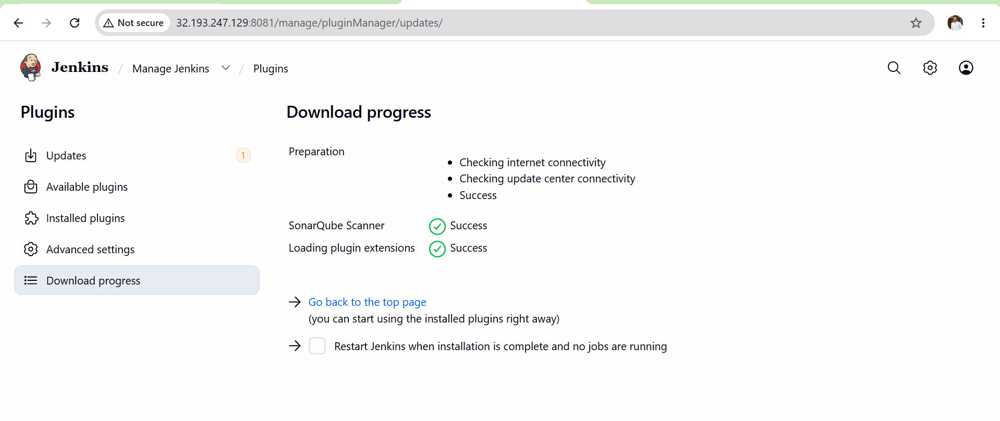 Not secure
32.193.247.129:8081/manage/pluginManager/updates/
Jenkins / Manage Jenkins / Plugins
Plugins
Updates 1
Available plugins
Installed plugins
Advanced settings
Download progress
Download progress
Preparation
Checking internet connectivity
Checking update center connectivity
Success
SonarQube Scanner Success
Loading plugin extensions Success
Go back to the top page
(you can start using the installed plugins right away)
Restart Jenkins when installation is complete and no jobs are running